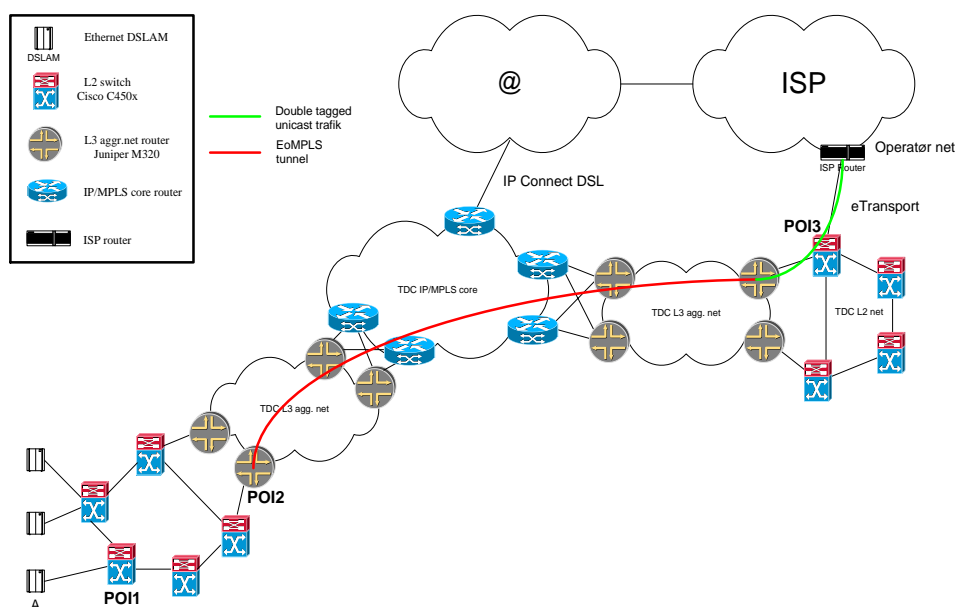 Ethernet DSLAM
DSLAM
L2 switch
Cisco C450x
L3 aggr.net router
Juniper M320
IP/MPLS core router
ISP router
Double tagged
unicast trafik
EoMPLS
tunnel
@
ISP
Operatør net
ISP Router
IP Connect DSL
eTransport
POI3
TDC IP/MPLS core
TDC L3 agg. net
TDC L2 net
TDC L3 agg. net
POI2
POI1
A